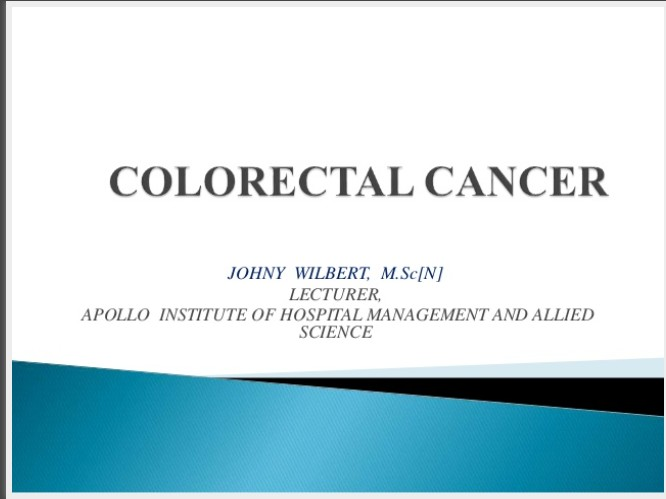 COLORECTAL CANCER
JOHNY WILBERT, M.Sc[N]
LECTURER,
APOLLO INSTITUTE OF HOSPITAL MANAGEMENT AND ALLIED
SCIENCE